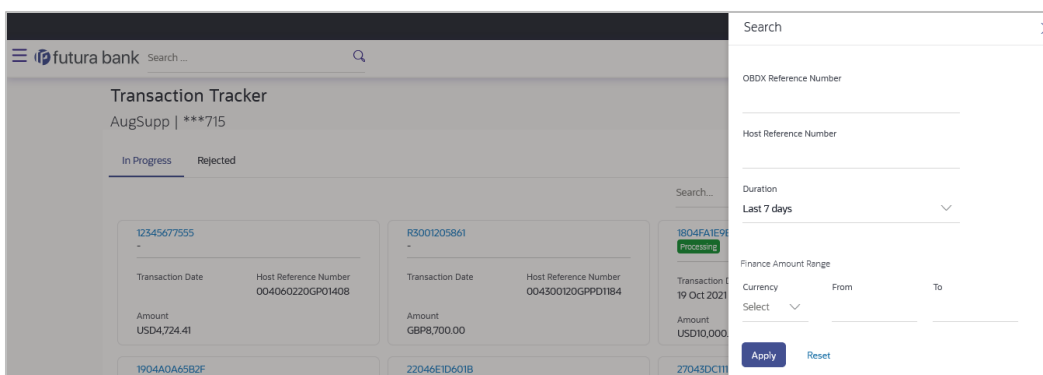 futura bank
Search ...
Transaction Tracker
AugSupp | ***715
In Progress Rejected
Search...
12345677555
-
Transaction Date Host Reference Number
004060220GP01408
Amount
USD4,724.41
R3001205861
-
Transaction Date Host Reference Number
004300120GPPD1184
Amount
GBP8,700.00
Processing
19 Oct 2021
Amount
USD10,000.
1904A0A65B2F
22046E1D601B
Search
OBDX Reference Number
Host Reference Number
Duration
Last 7 days
Finance Amount Range
Currency From To
Select
Apply Reset